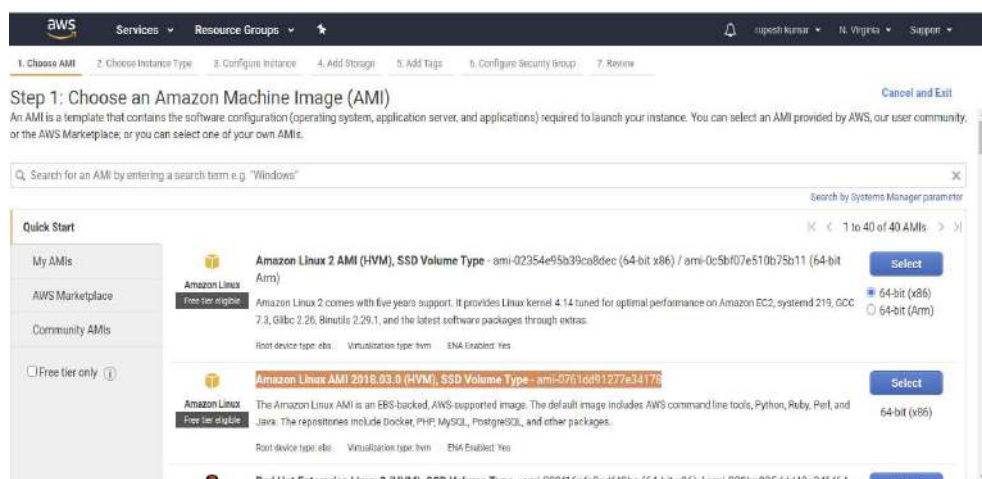 aws Services Resource Groups rupesh kumar N. Virginia Support
1. Choose AMI 2. Choose Instance Type 3. Configure Instance 4. Add Storage 5. Add Tags 6. Configure Security Group 7. Review
Step 1: Choose an Amazon Machine Image (AMI)
Cancel and Exit
An AMI is a template that contains the software configuration (operating system, application server, and applications) required to launch your instance. You can select an AMI provided by AWS, our user community,
or the AWS Marketplace; or you can select one of your own AMIs.
Search for an AMI by entering a search term e.g. "Windows"
Search by Systems Manager parameter
Quick Start
1 to 40 of 40 AMIs
My AMIs
AWS Marketplace
Community AMIs
Free tier only
Amazon Linux
Free tier eligible
Amazon Linux 2 AMI (HVM), SSD Volume Type - ami-02354e95b39ca8dec (64-bit x86) / ami-0c5bf07e510b75b11 (64-bit
Arm)
Amazon Linux 2 comes with five years support. It provides Linux kernel 4.14 tuned for optimal performance on Amazon EC2, systemd 219, GCC
7.3, Glibc 2.26, Binutils 2.29.1, and the latest software packages through extras.
Root device type: ebs Virtualization type: hvm ENA Enabled: Yes
Select
64-bit (x86)
64-bit (Arm)
Amazon Linux
Free tier eligible
Amazon Linux AMI 2018.03.0 (HVM), SSD Volume Type - ami-0761dd91277e34178
The Amazon Linux AMI is an EBS-backed, AWS-supported image. The default image includes AWS command line tools, Python, Ruby, Perl, and
Java. The repositories include Docker, PHP, MySQL, PostgreSQL, and other packages.
Root device type: ebs Virtualization type: hvm ENA Enabled: Yes
Select
64-bit (x86)